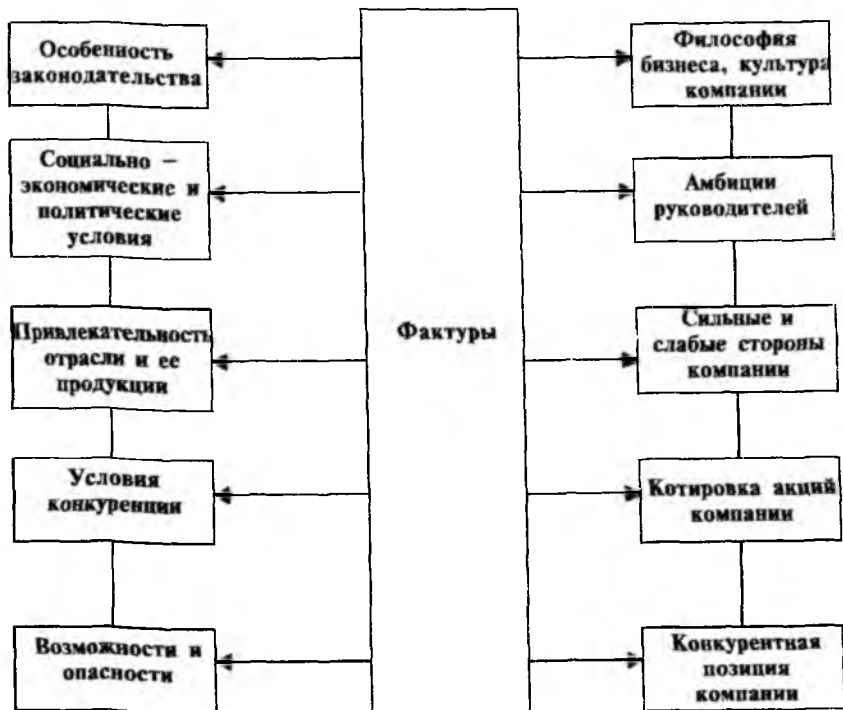 Особенность
законодательства
Социально –
экономические и
политические
условия
Привлекательность
отрасли и ее
продукции
Условия
конкуренции
Возможности и
опасности
Фактуры
Философия
бизнеса, культура
компании
Амбиции
руководителей
Сильные и
слабые стороны
компании
Котировка акций
компании
Конкурентная
позиция
компании